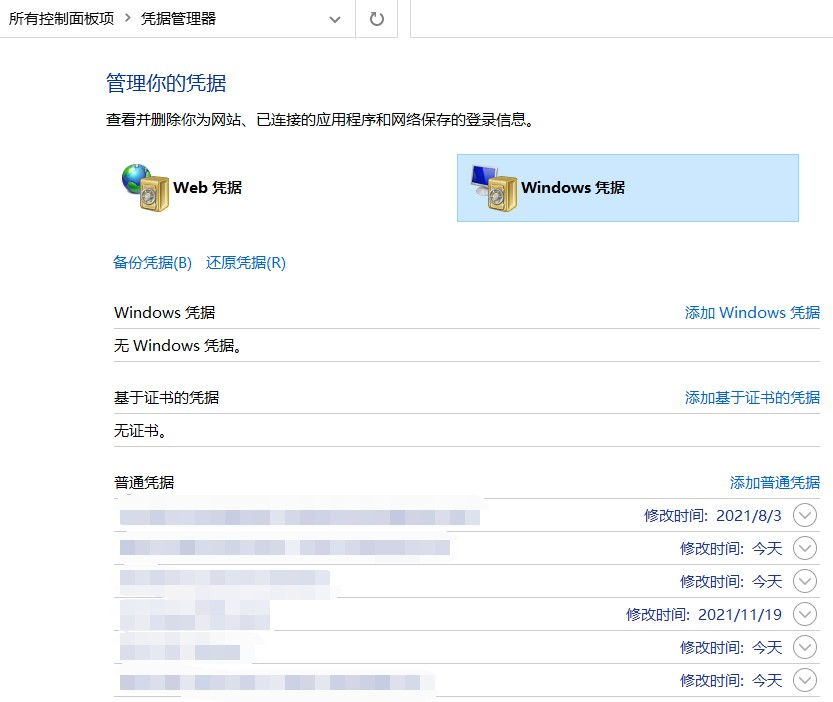 所有控制面板项 > 凭据管理器
管理你的凭据
查看并删除你为网站、已连接的应用程序和网络保存的登录信息。
Web 凭据
Windows 凭据
备份凭据(B) 还原凭据(R)
Windows 凭据 添加 Windows 凭据
无 Windows 凭据。
基于证书的凭据 添加基于证书的凭据
无证书。
普通凭据 添加普通凭据
修改时间: 2021/8/3
修改时间: 今天
修改时间: 今天
修改时间: 2021/11/19
修改时间: 今天
修改时间: 今天